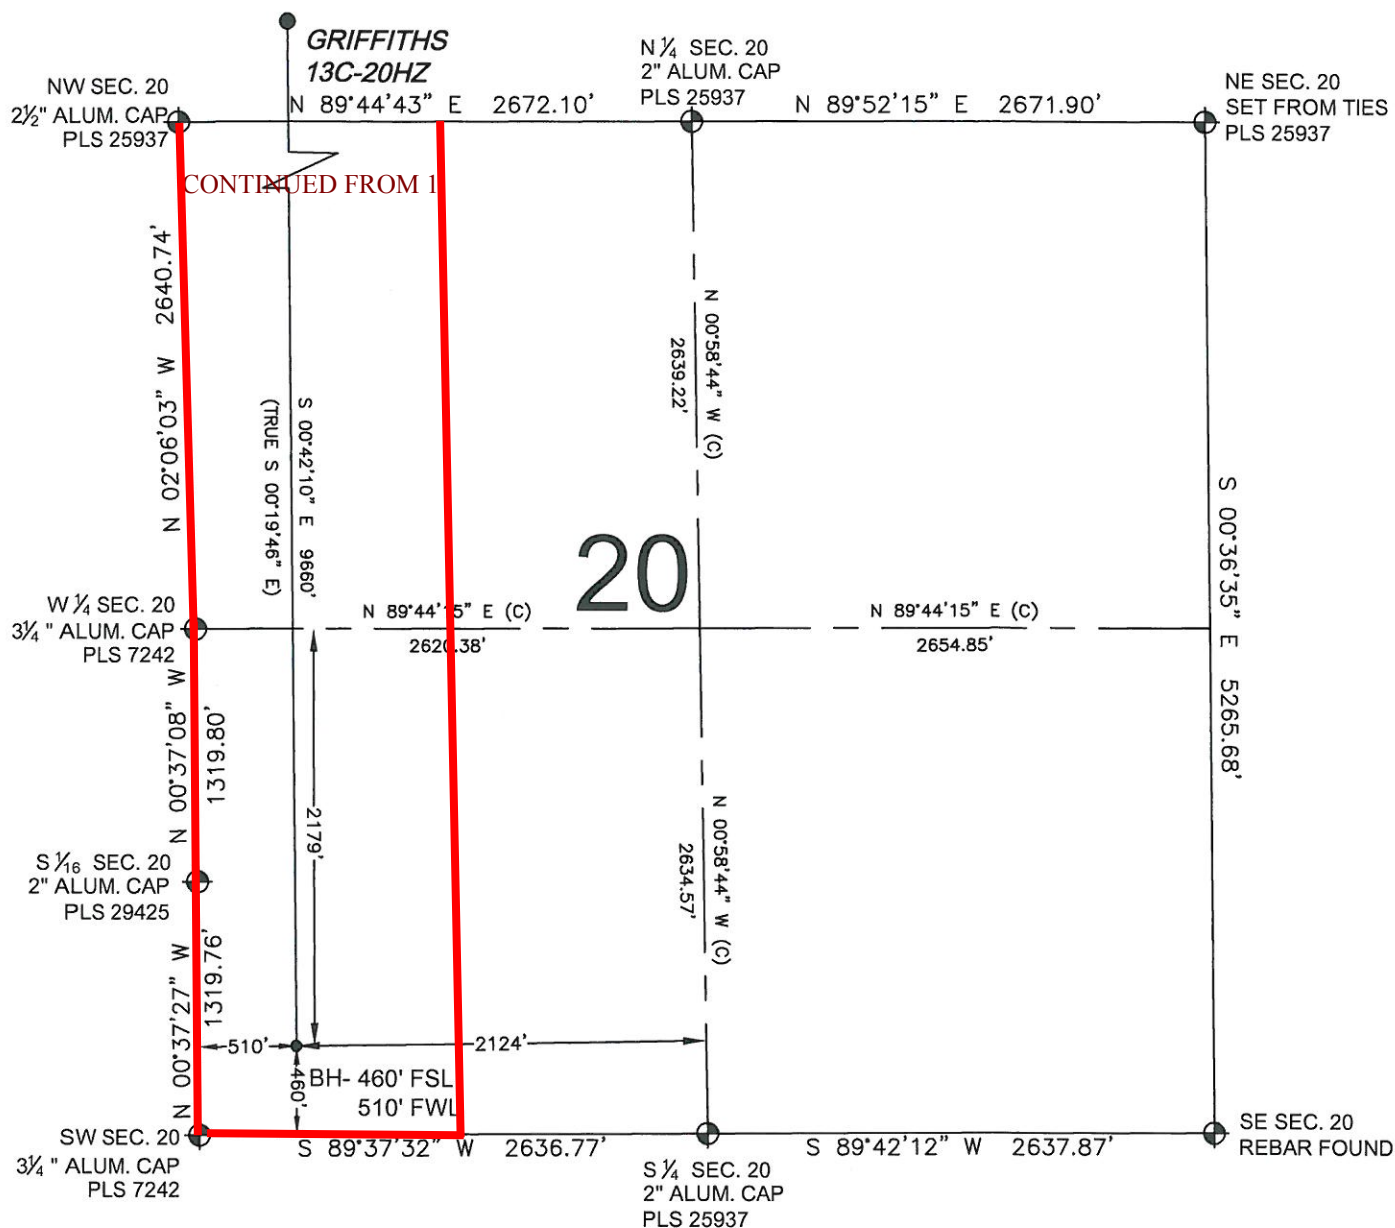 GRIFFITHS
13C-20HZ
NW SEC. 20
2½" ALUM. CAP
PLS 25937
N ¼ SEC. 20
2" ALUM. CAP
PLS 25937
NE SEC. 20
SET FROM TIES
PLS 25937
N 89°44'43" E 2672.10'
N 89°52'15" E 2671.90'
CONTINUED FROM 1
N 02°06'03" W 2640.74'
S 00°42'10" E 9660'
(TRUE S 00°19'46" E)
N 00°58'44" W (C)
2639.22'
S 00°36'35" E 5265.68'
20
W ¼ SEC. 20
3¼" ALUM. CAP
PLS 7242
N 89°44'15" E (C)
2620.38'
N 89°44'15" E (C)
2654.85'
N 00°37'08" W
1319.80'
2179'
N 00°58'44" W (C)
2634.57'
S 1/16 SEC. 20
2" ALUM. CAP
PLS 29425
N 00°37'27" W
1319.76'
510'
2124'
460'
BH- 460' FSL
510' FWL
SW SEC. 20
3¼" ALUM. CAP
PLS 7242
S 89°37'32" W 2636.77'
S ¼ SEC. 20
2" ALUM. CAP
PLS 25937
S 89°42'12" W 2637.87'
SE SEC. 20
REBAR FOUND